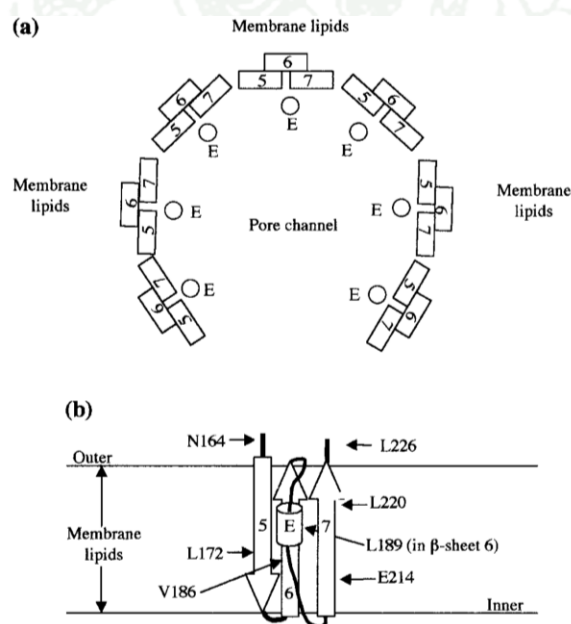 (a)
Membrane lipids
6
5 7
6
5 7
6
5 7
E
E
E
Membrane
lipids
7
6
5
E
Pore channel
E
5
6
7
Membrane
lipids
7
6
5
E
E
5
6
7
(b)
N164
L226
Outer
L220
Membrane
lipids
5
E
7
L189 (in β-sheet 6)
L172
E214
V186
6
Inner